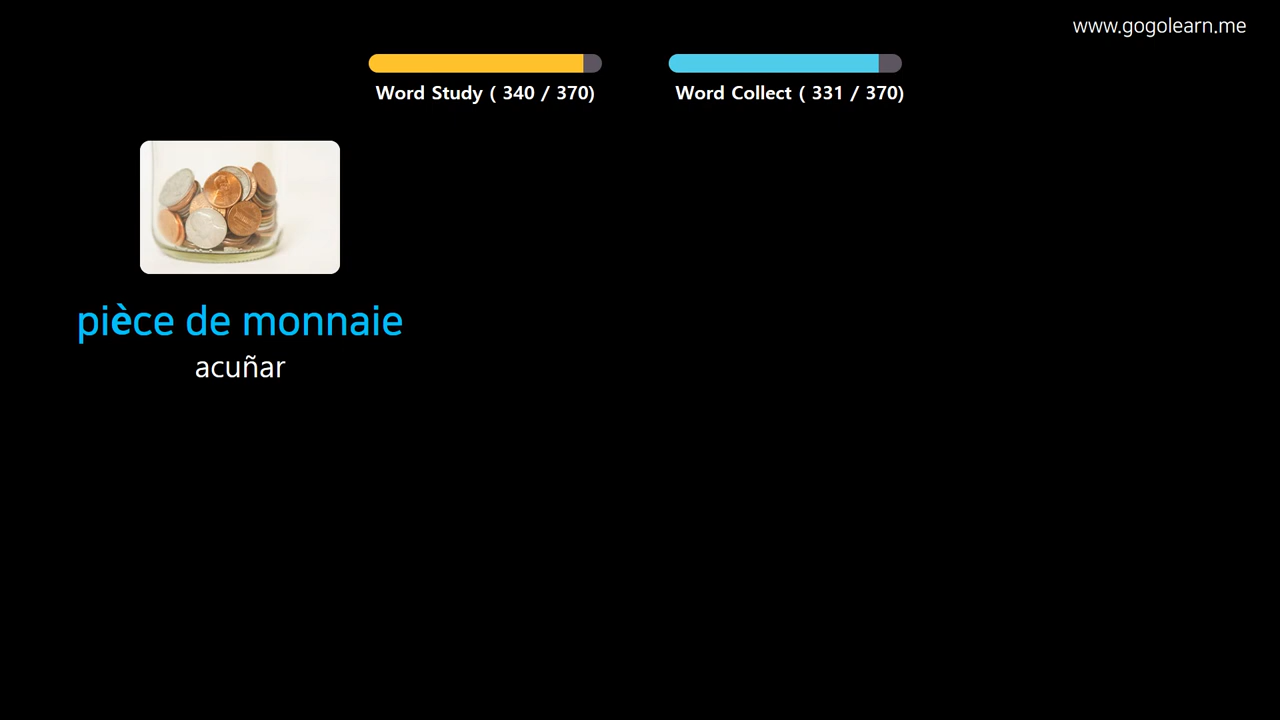 www.gogolearn.me
Word Study ( 340 / 370)
Word Collect ( 331 / 370)
pièce de monnaie
acuñar